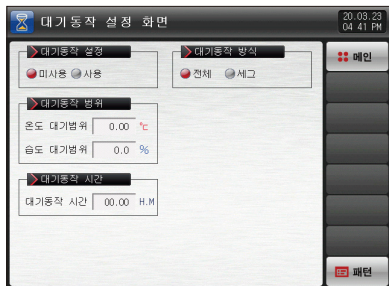 대기동작 설정 화면
20.03.23
04 41 PM
대기동작 설정
미사용 사용
대기동작 방식
전체 세그
대기동작 범위
온도 대기범위 0.00 ℃
습도 대기범위 0.0 %
대기동작 시간
대기동작 시간 00.00 H.M
메인
패턴